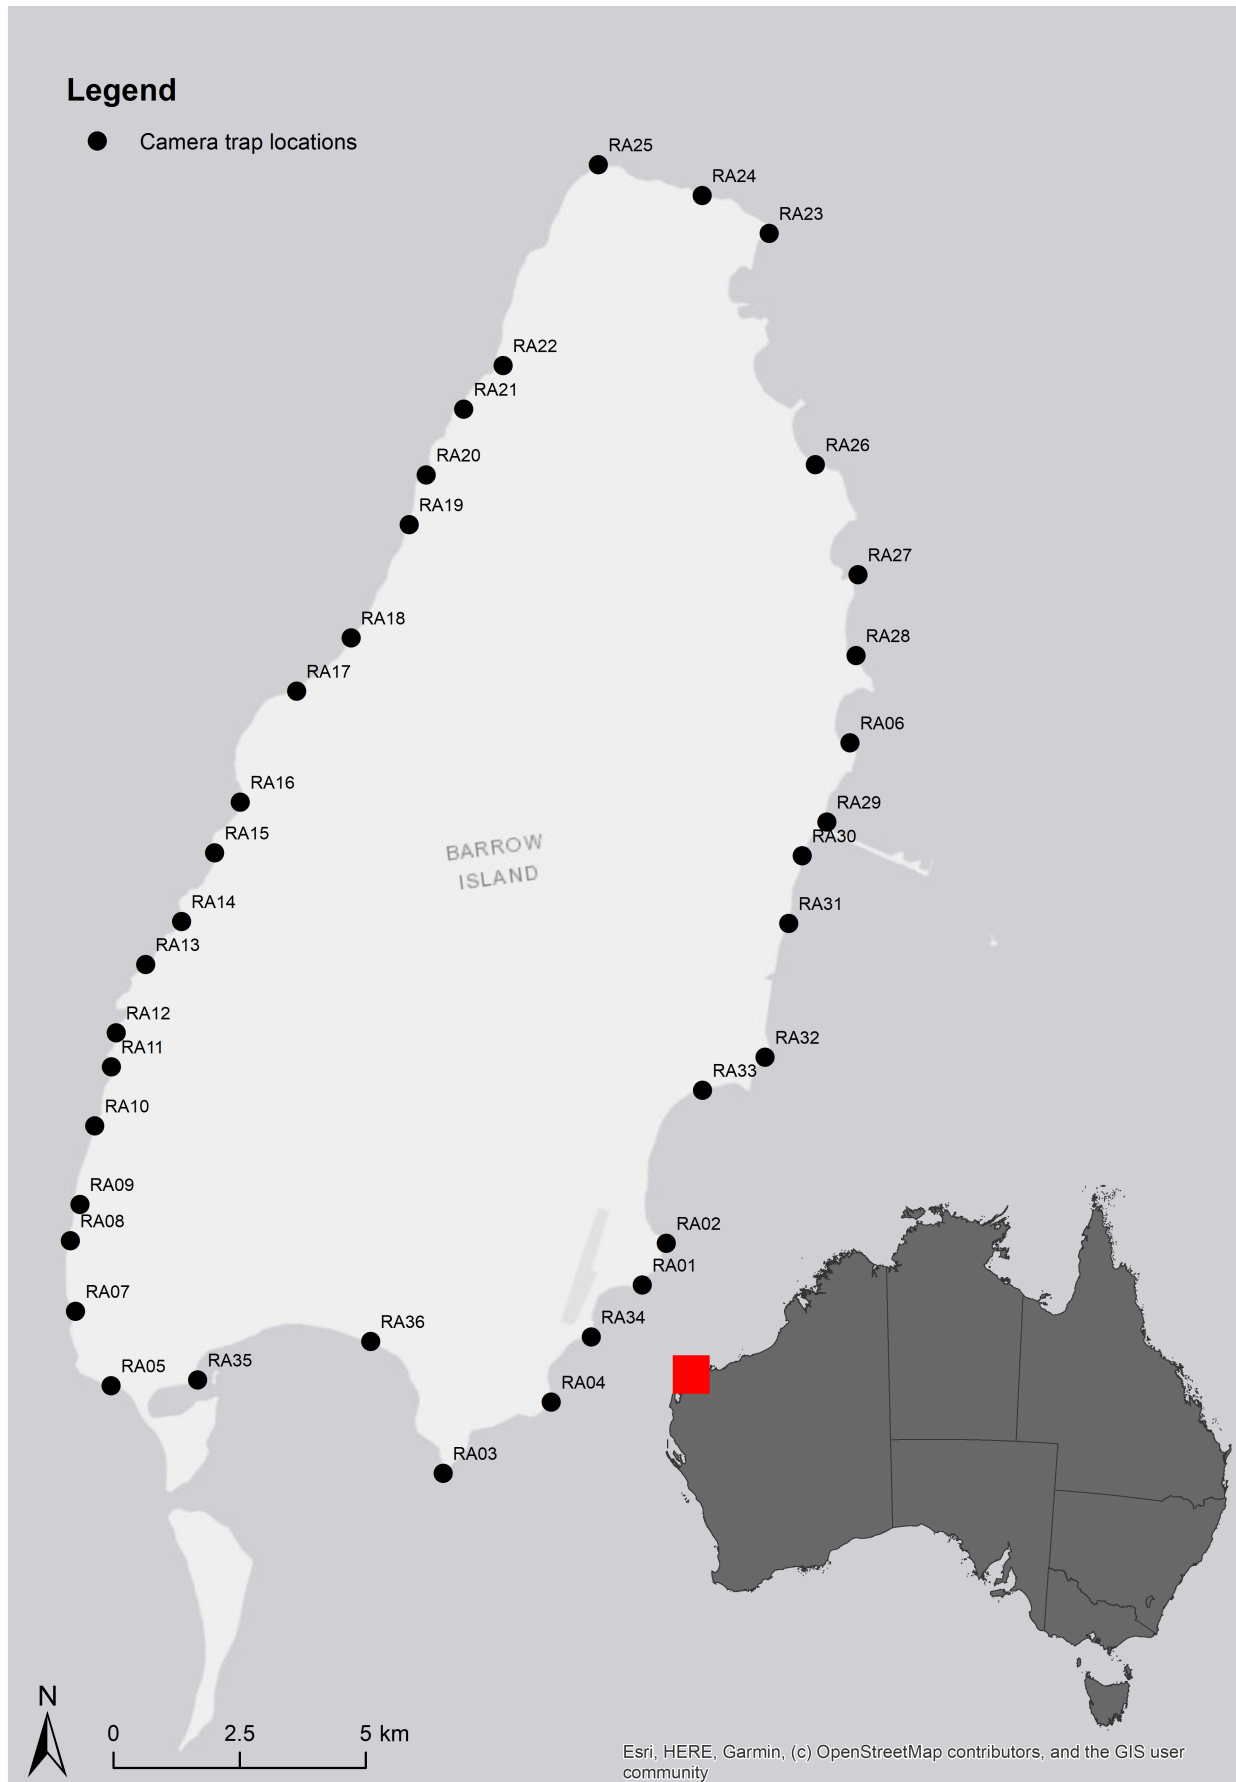 Legend
Camera trap locations
RA25
RA24
RA23
RA22
RA21
RA26
RA20
RA19
RA27
RA18
RA28
RA17
RA06
RA16
RA29
RA15
RA30
BARROW
ISLAND
RA14
RA31
RA13
RA12
RA32
RA11
RA33
RA10
RA09
RA08
RA02
RA01
RA07
RA36
RA34
RA05
RA35
RA04
RA03
N
0 2.5 5 km
Esri, HERE, Garmin, (c) OpenStreetMap contributors, and the GIS user
community